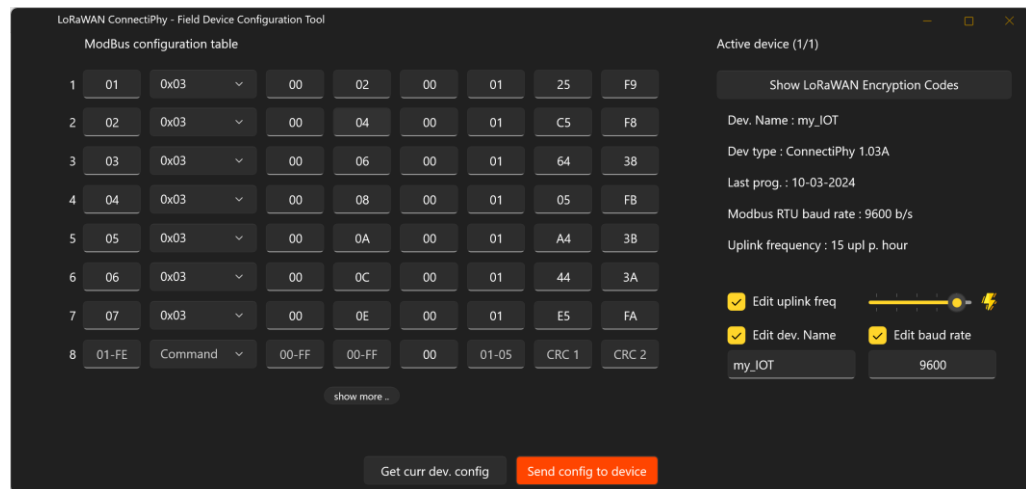 LoRaWAN ConnectiPhy - Field Device Configuration Tool
ModBus configuration table
1 01 0x03 00 02 00 01 25 F9
2 02 0x03 00 04 00 01 C5 F8
3 03 0x03 00 06 00 01 64 38
4 04 0x03 00 08 00 01 05 FB
5 05 0x03 00 0A 00 01 A4 3B
6 06 0x03 00 0C 00 01 44 3A
7 07 0x03 00 0E 00 01 E5 FA
8 01-FE Command 00-FF 00-FF 00 01-05 CRC 1 CRC 2
show more ..
Get curr dev. config Send config to device
Active device (1/1)
Show LoRaWAN Encryption Codes
Dev. Name : my_IOT
Dev type : ConnectiPhy 1.03A
Last prog. : 10-03-2024
Modbus RTU baud rate : 9600 b/s
Uplink frequency : 15 upl p. hour
Edit uplink freq
Edit dev. Name Edit baud rate
my_IOT 9600